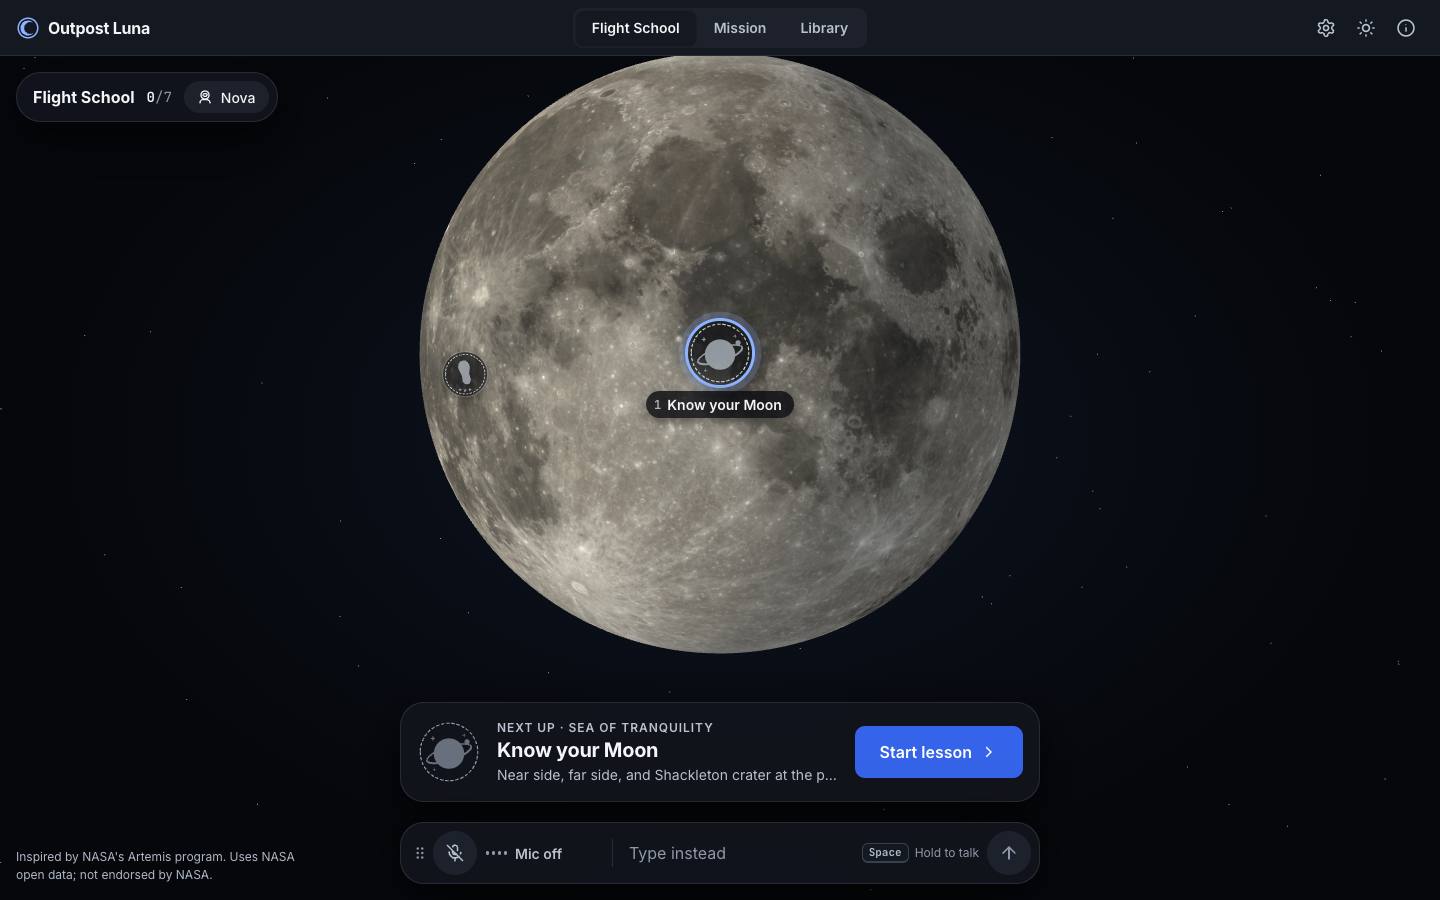 Outpost Luna
Flight School
Mission
Library
Flight School 0/7 Nova
1 Know your Moon
NEXT UP · SEA OF TRANQUILITY
Know your Moon
Near side, far side, and Shackleton crater at the p...
Start lesson
Mic off
Type instead
Space Hold to talk
Inspired by NASA's Artemis program. Uses NASA
open data; not endorsed by NASA.